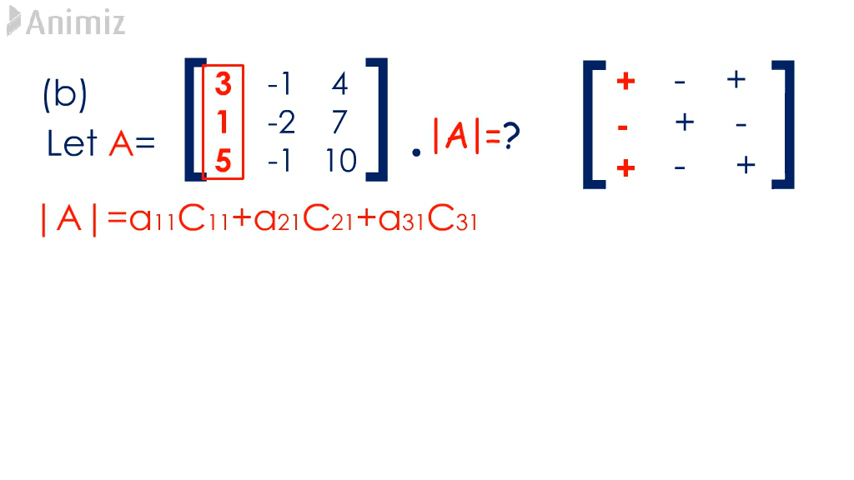 Animiz
(b)
Let A= [ 3 -1 4
1 -2 7
5 -1 10 ] . |A|=?
[ + - +
- + -
+ - + ]
|A|=a11C11+a21C21+a31C31